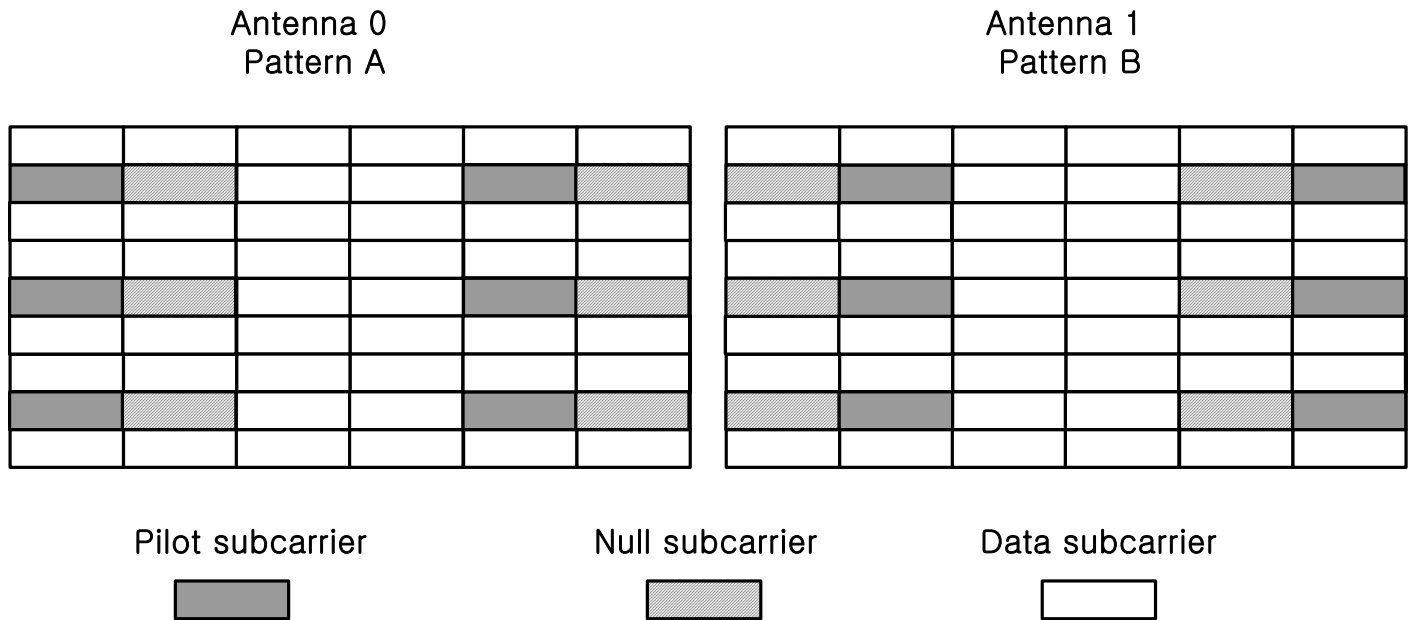 Antenna 0
Pattern A
Antenna 1
Pattern B
Pilot subcarrier
Null subcarrier
Data subcarrier